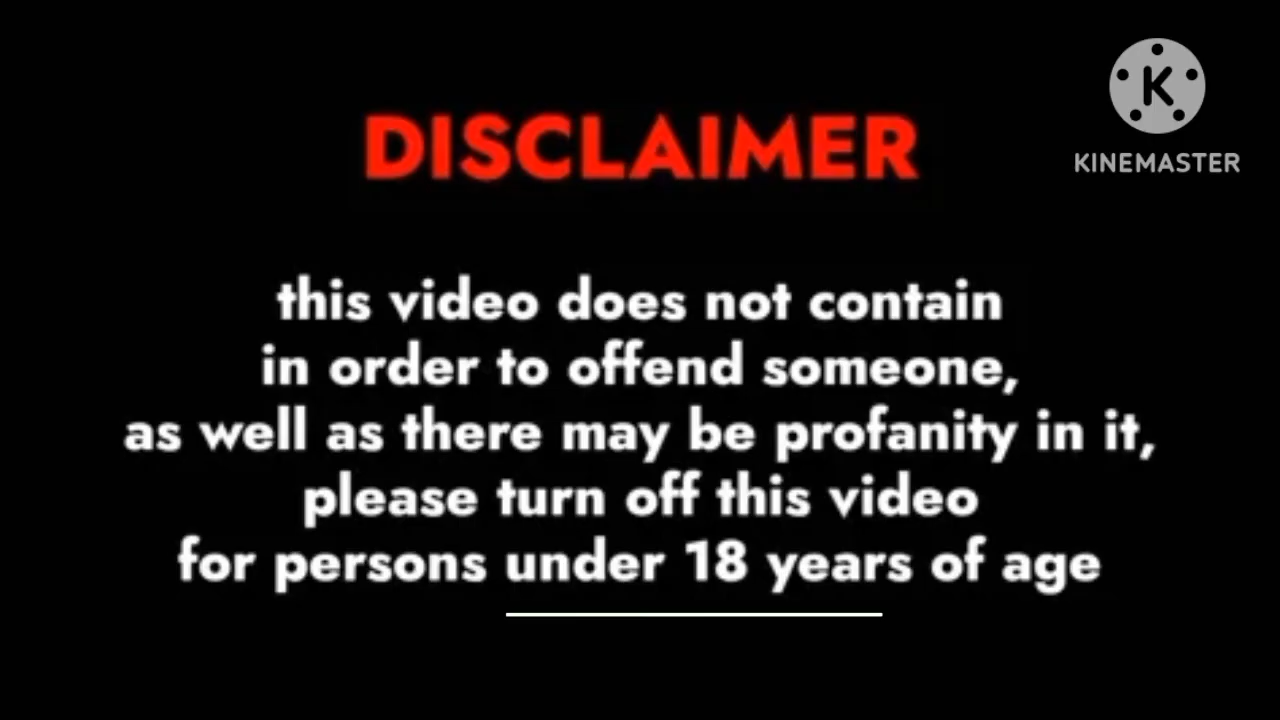 K
KINEMASTER
DISCLAIMER
this video does not contain
in order to offend someone,
as well as there may be profanity in it,
please turn off this video
for persons under 18 years of age